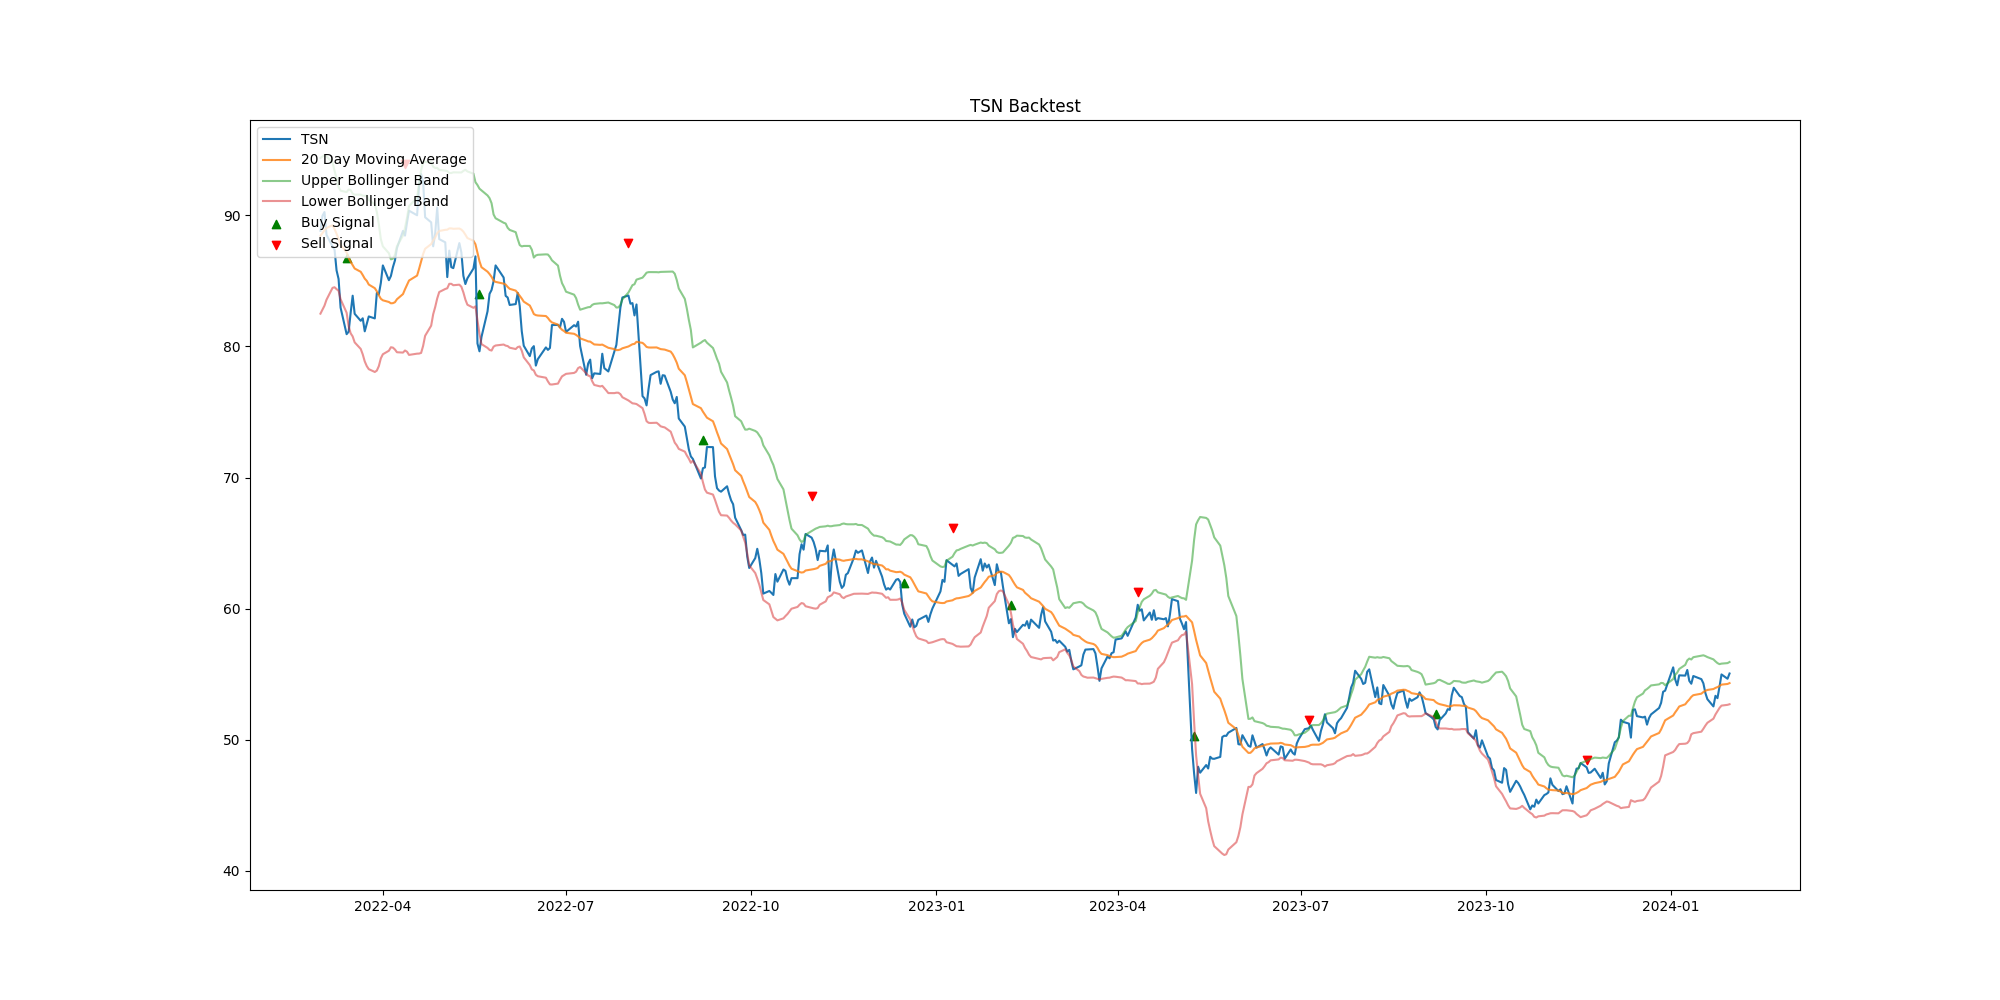 TSN Backtest
TSN
20 Day Moving Average
Upper Bollinger Band
Lower Bollinger Band
Buy Signal
Sell Signal
90
80
70
60
50
40
2022-04
2022-07
2022-10
2023-01
2023-04
2023-07
2023-10
2024-01